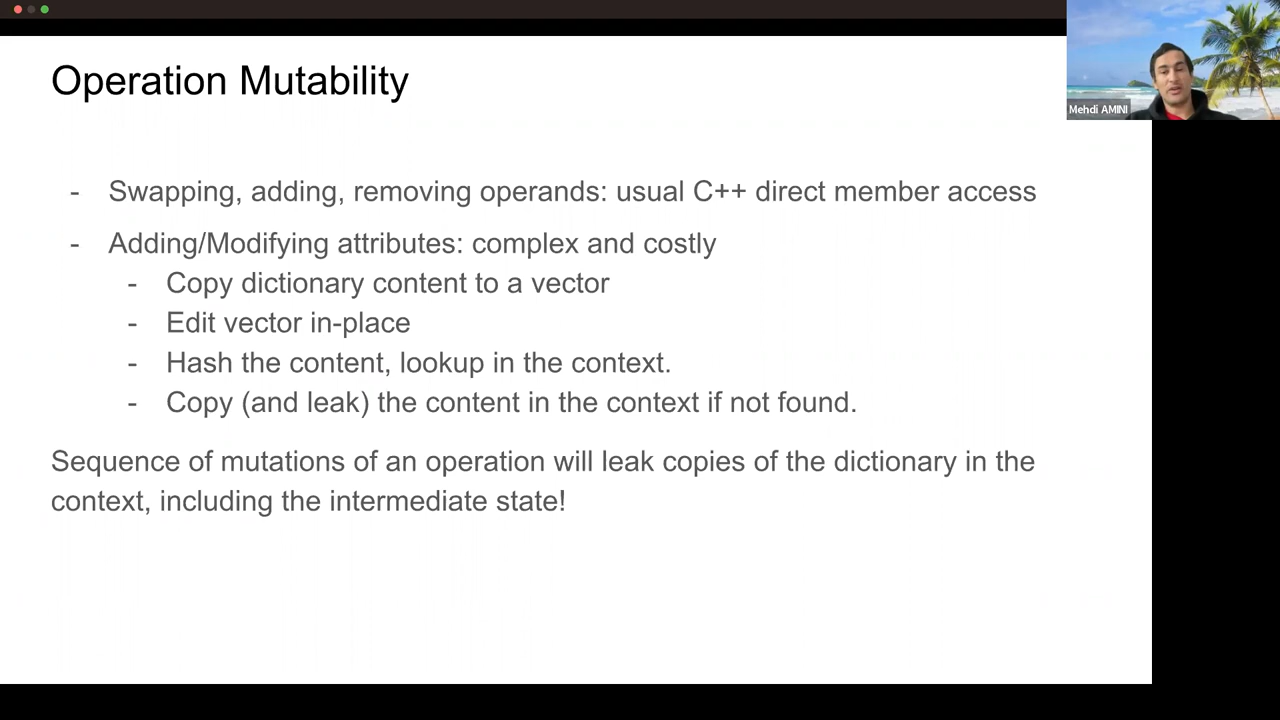 Operation Mutability
Mehdi AMINI
- Swapping, adding, removing operands: usual C++ direct member access
- Adding/Modifying attributes: complex and costly
- Copy dictionary content to a vector
- Edit vector in-place
- Hash the content, lookup in the context.
- Copy (and leak) the content in the context if not found.
Sequence of mutations of an operation will leak copies of the dictionary in the
context, including the intermediate state!